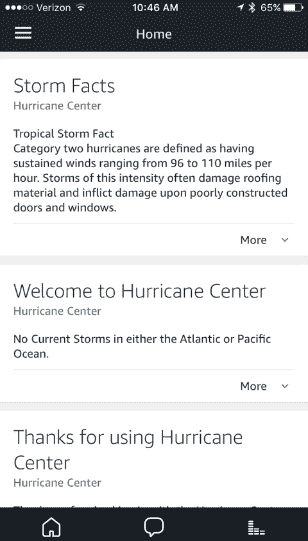 Verizon 10:46 AM 65%
Home
Storm Facts
Hurricane Center
Tropical Storm Fact
Category two hurricanes are defined as having
sustained winds ranging from 96 to 110 miles per
hour. Storms of this intensity often damage roofing
material and inflict damage upon poorly constructed
doors and windows.
More
Welcome to Hurricane Center
Hurricane Center
No Current Storms in either the Atlantic or Pacific
Ocean.
More
Thanks for using Hurricane
Center
Hurricane Center